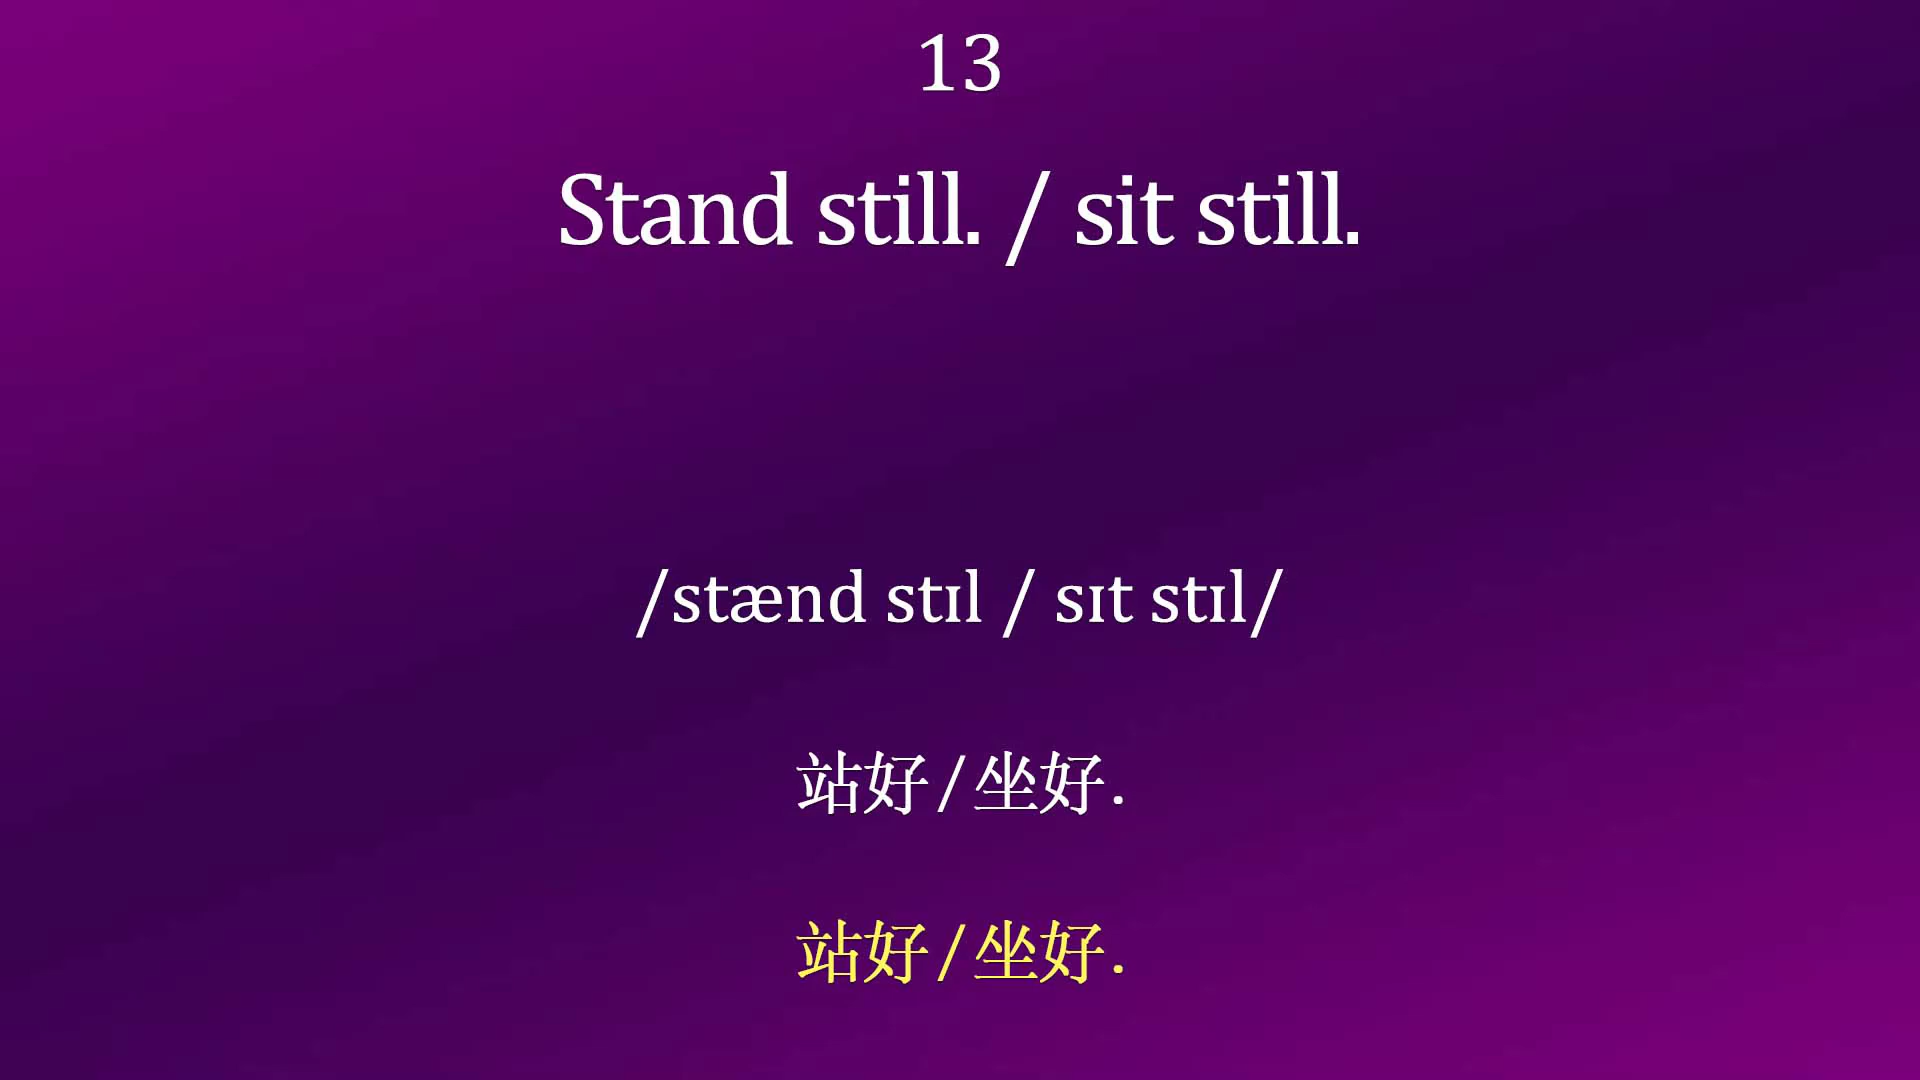 13
Stand still. / sit still.
/stænd stɪl / sɪt stɪl/
站好/坐好.
站好/坐好.